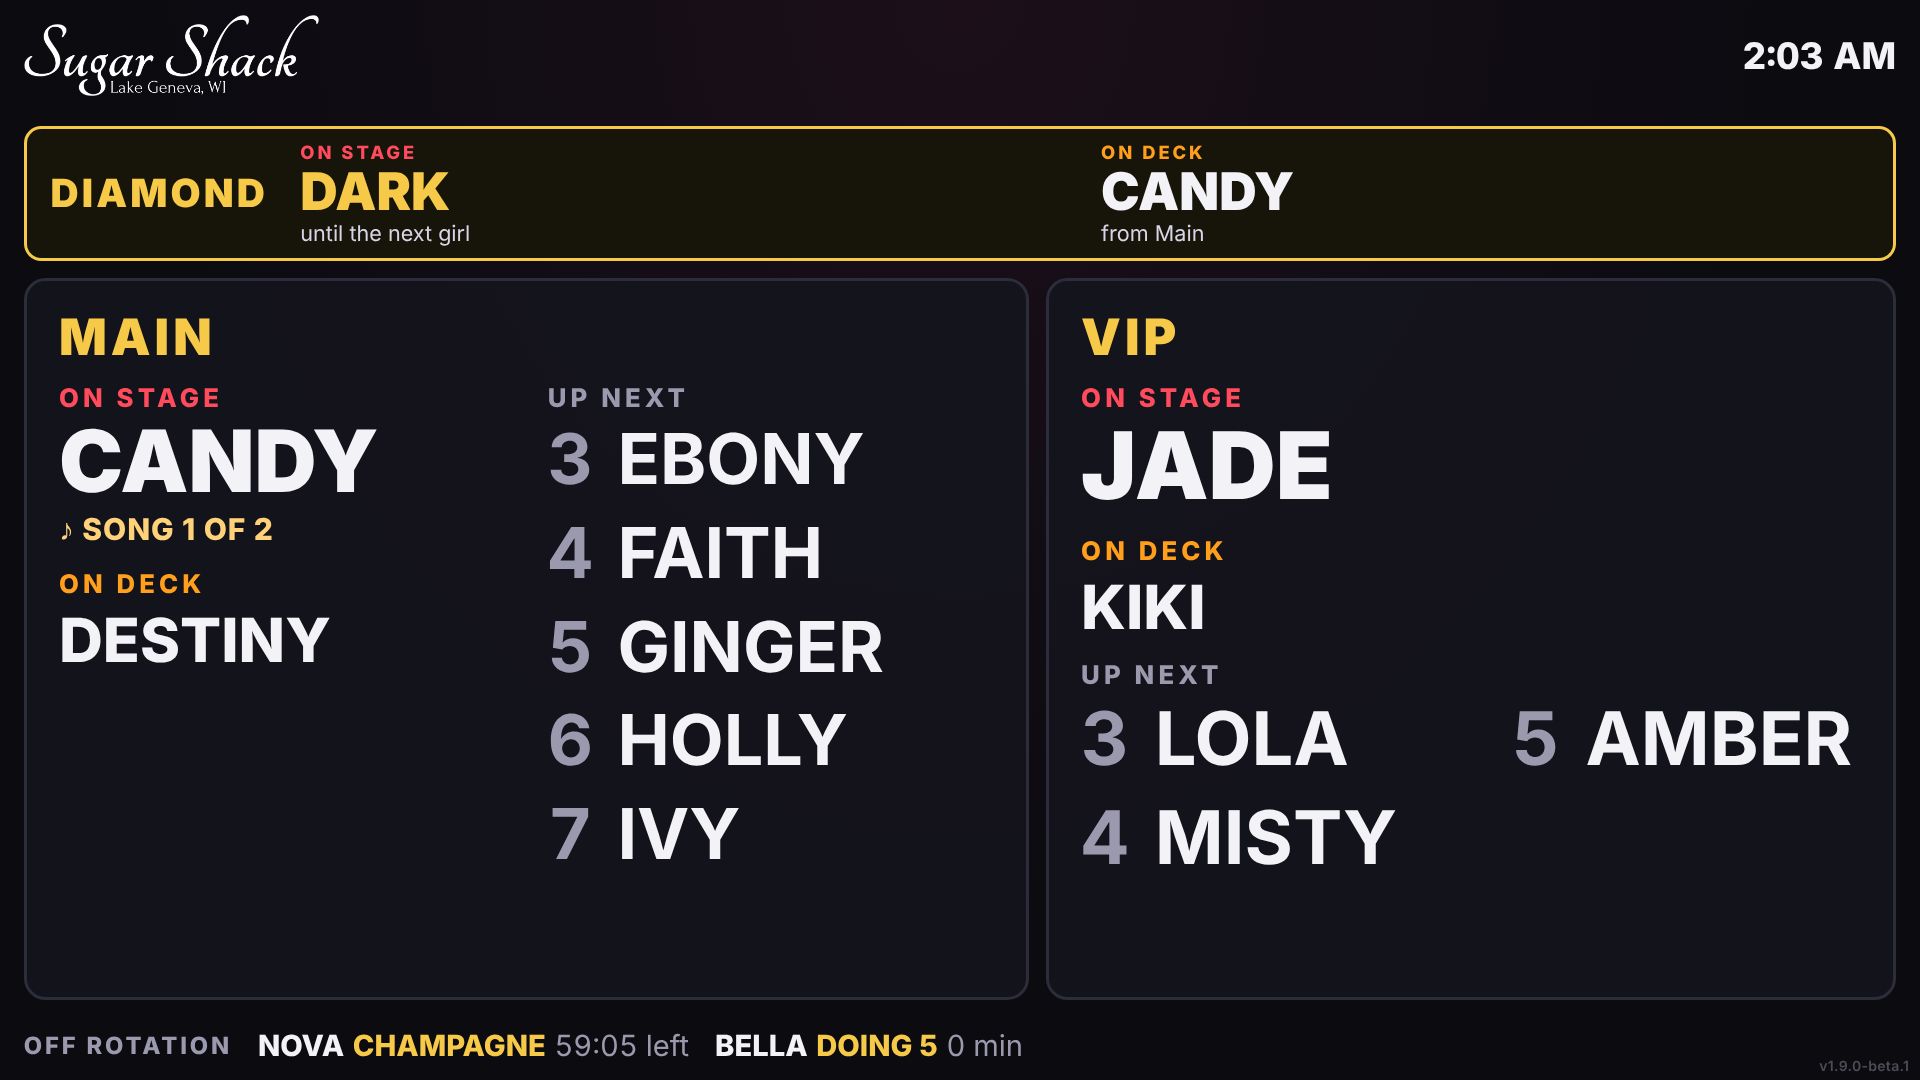 Sugar Shack
Lake Geneva, WI
2:03 AM
DIAMOND
ON STAGE
DARK
until the next girl
ON DECK
CANDY
from Main
MAIN
ON STAGE
CANDY
♪ SONG 1 OF 2
ON DECK
DESTINY
UP NEXT
3 EBONY
4 FAITH
5 GINGER
6 HOLLY
7 IVY
VIP
ON STAGE
JADE
ON DECK
KIKI
UP NEXT
3 LOLA
4 MISTY
5 AMBER
OFF ROTATION NOVA CHAMPAGNE 59:05 left BELLA DOING 5 0 min
v1.9.0-beta.1